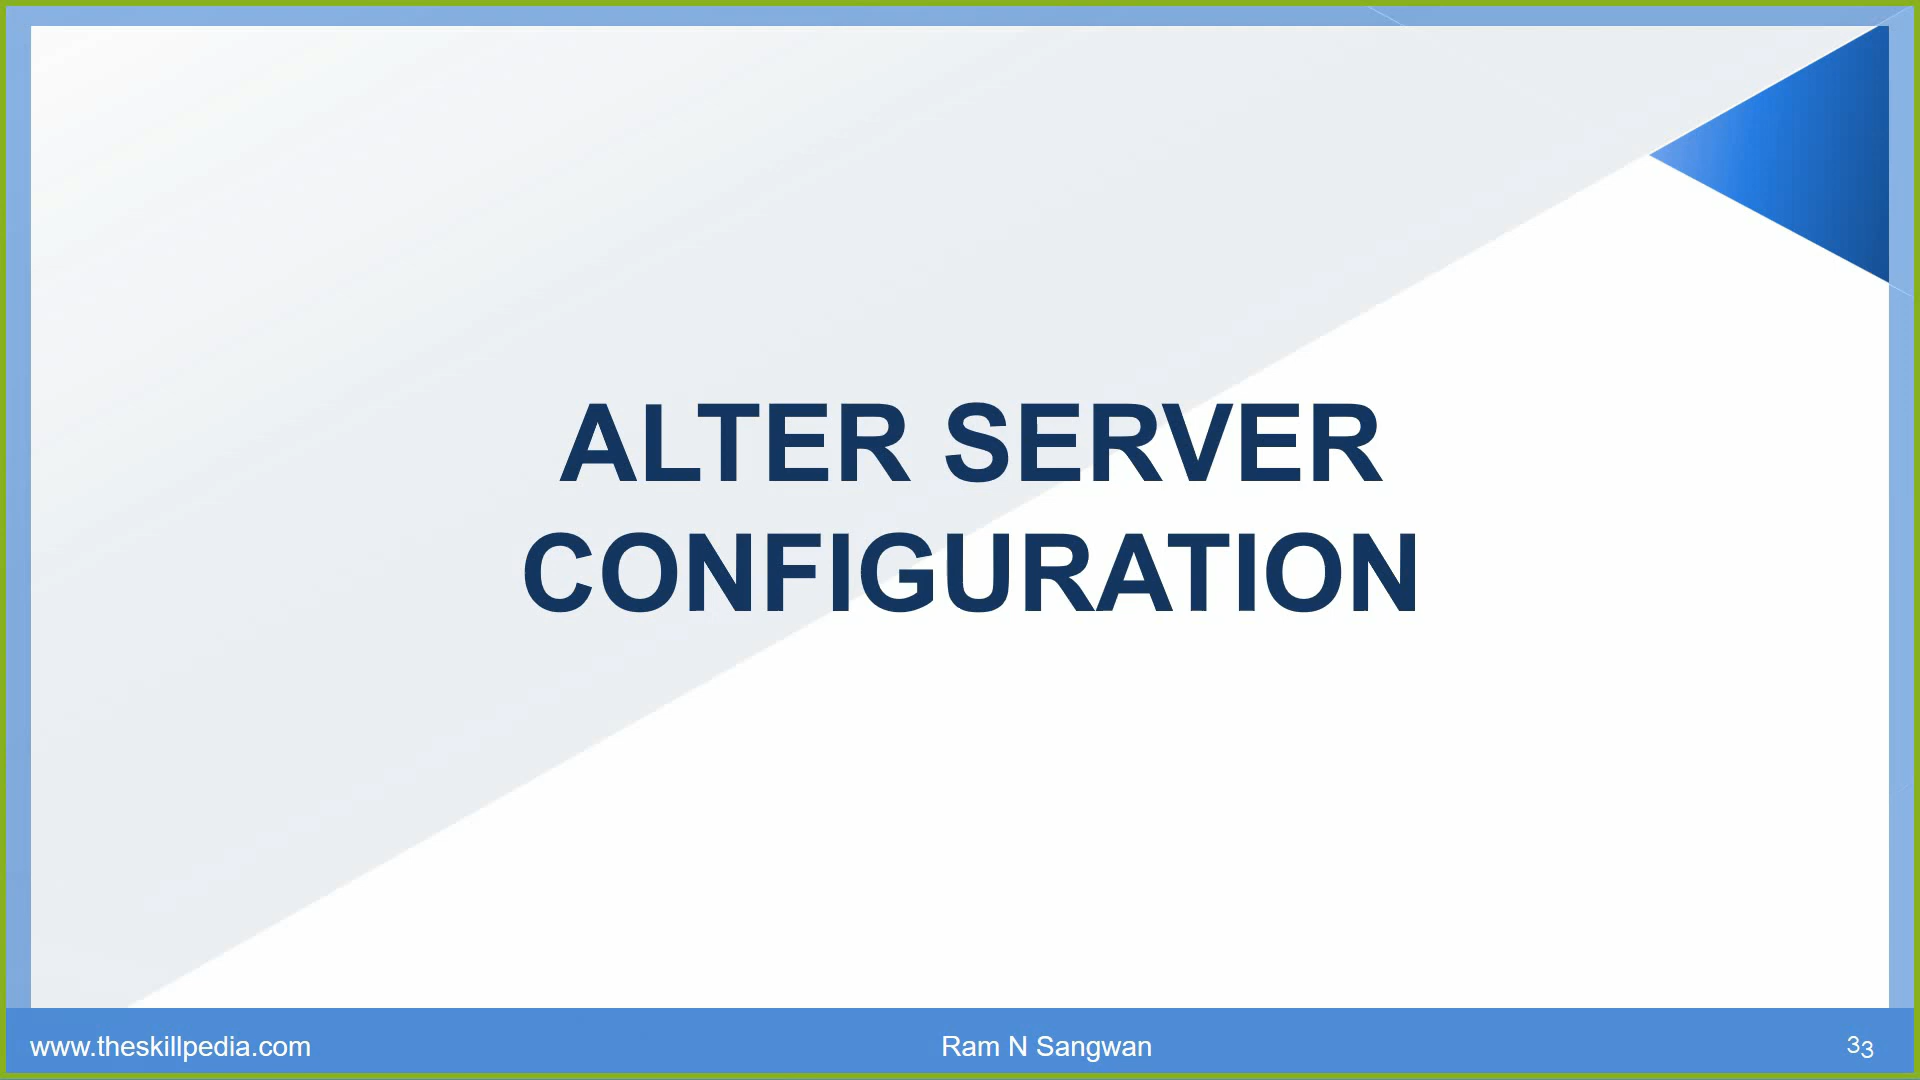 ALTER SERVER
CONFIGURATION
www.theskillpedia.com
Ram N Sangwan
33